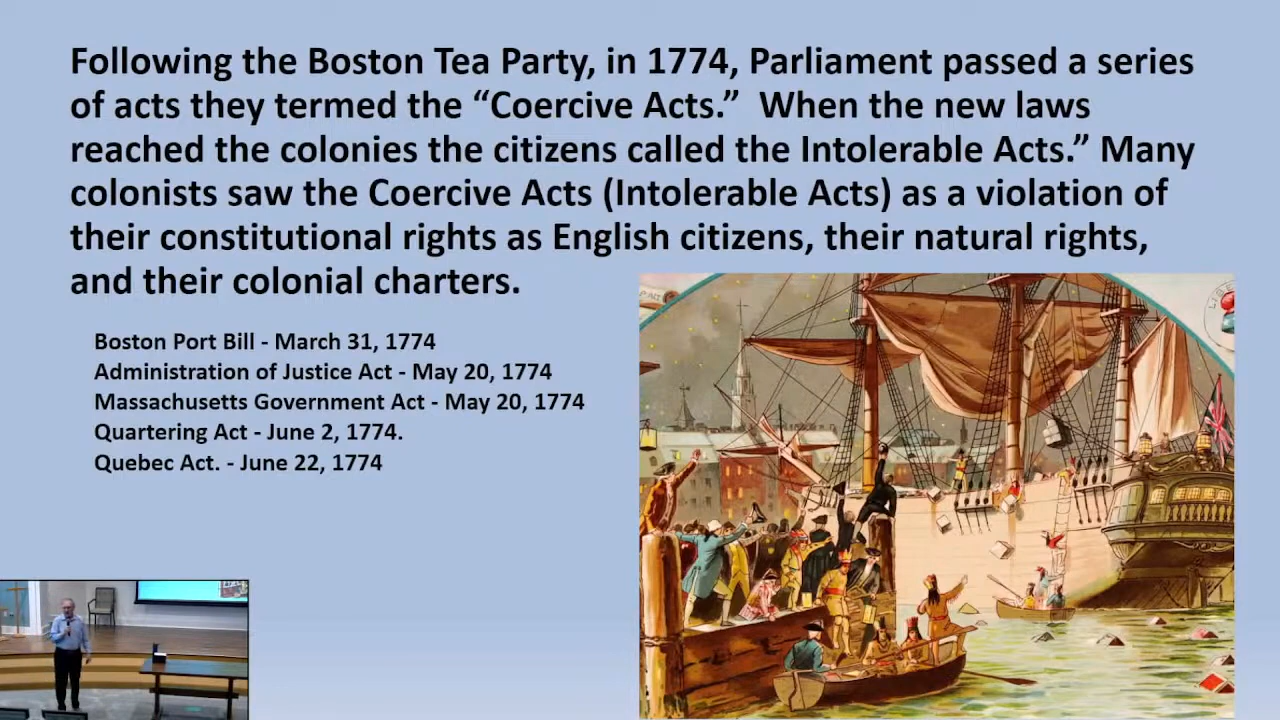 Following the Boston Tea Party, in 1774, Parliament passed a series
of acts they termed the “Coercive Acts.”  When the new laws
reached the colonies the citizens called the Intolerable Acts.” Many
colonists saw the Coercive Acts (Intolerable Acts) as a violation of
their constitutional rights as English citizens, their natural rights,
and their colonial charters.
Boston Port Bill - March 31, 1774
Administration of Justice Act - May 20, 1774
Massachusetts Government Act - May 20, 1774
Quartering Act - June 2, 1774.
Quebec Act. - June 22, 1774